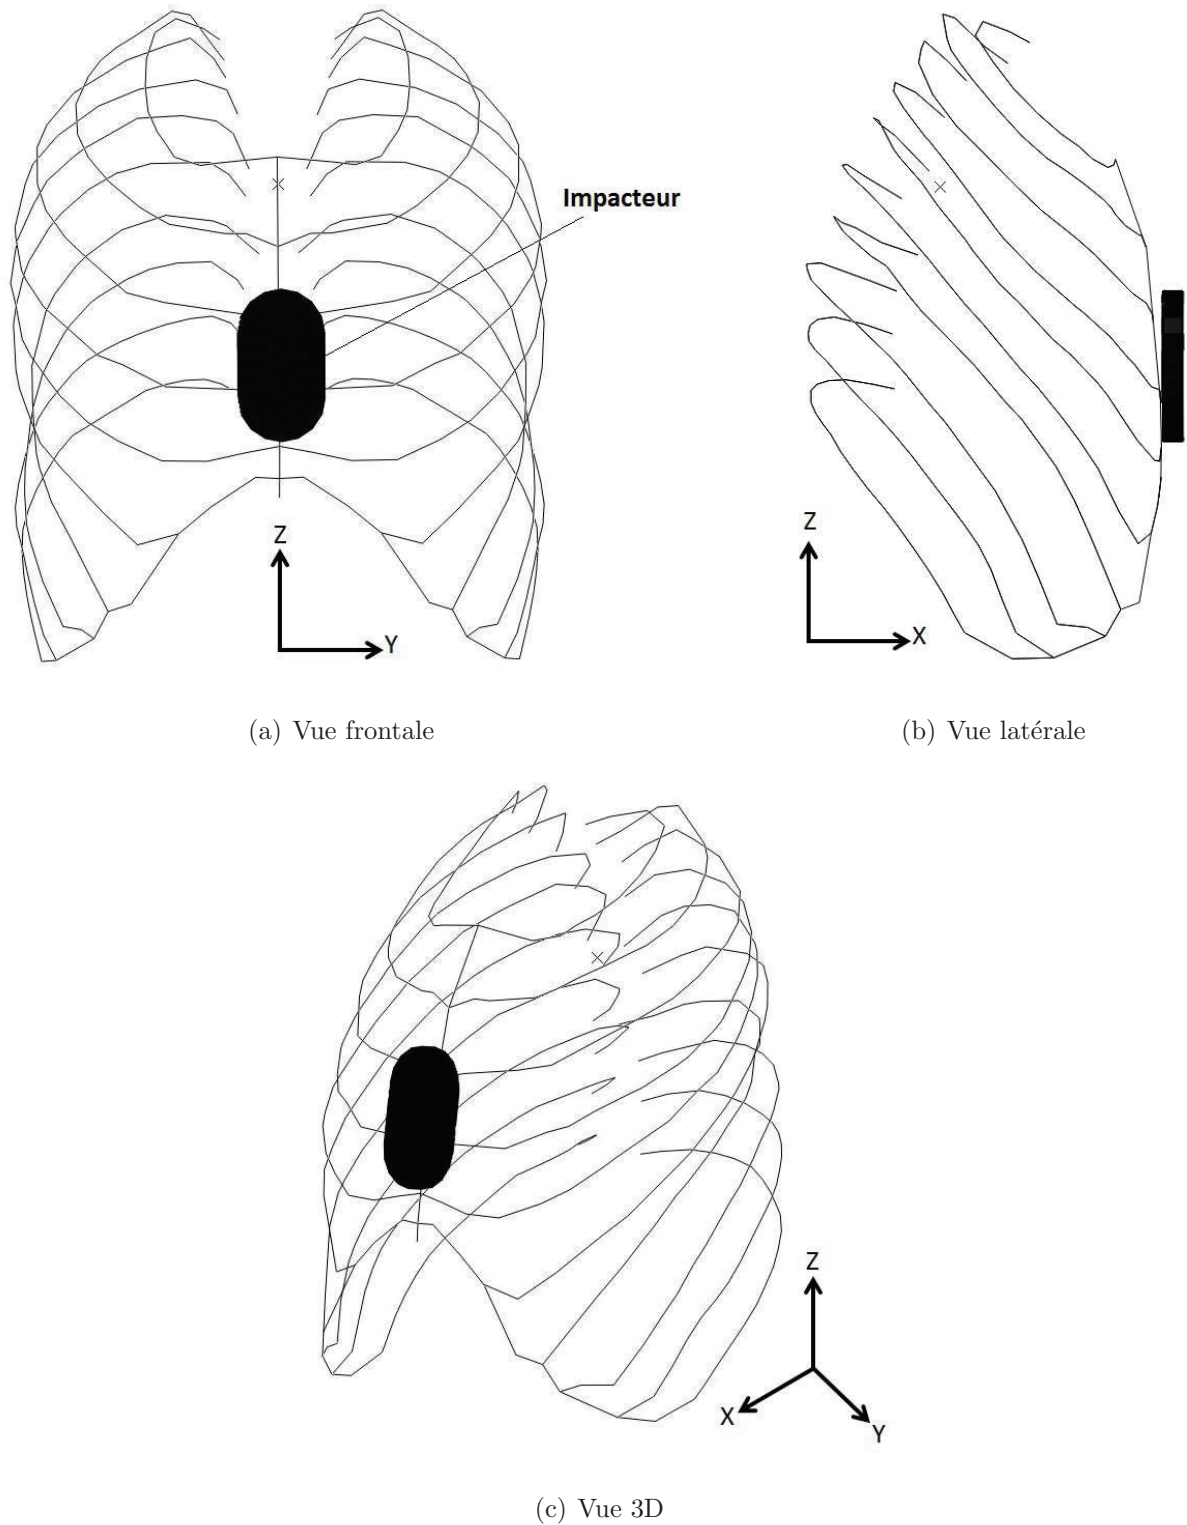 Impacteur
Z
Y
Z
X
(a) Vue frontale
(b) Vue latérale
Z
X
Y
(c) Vue 3D